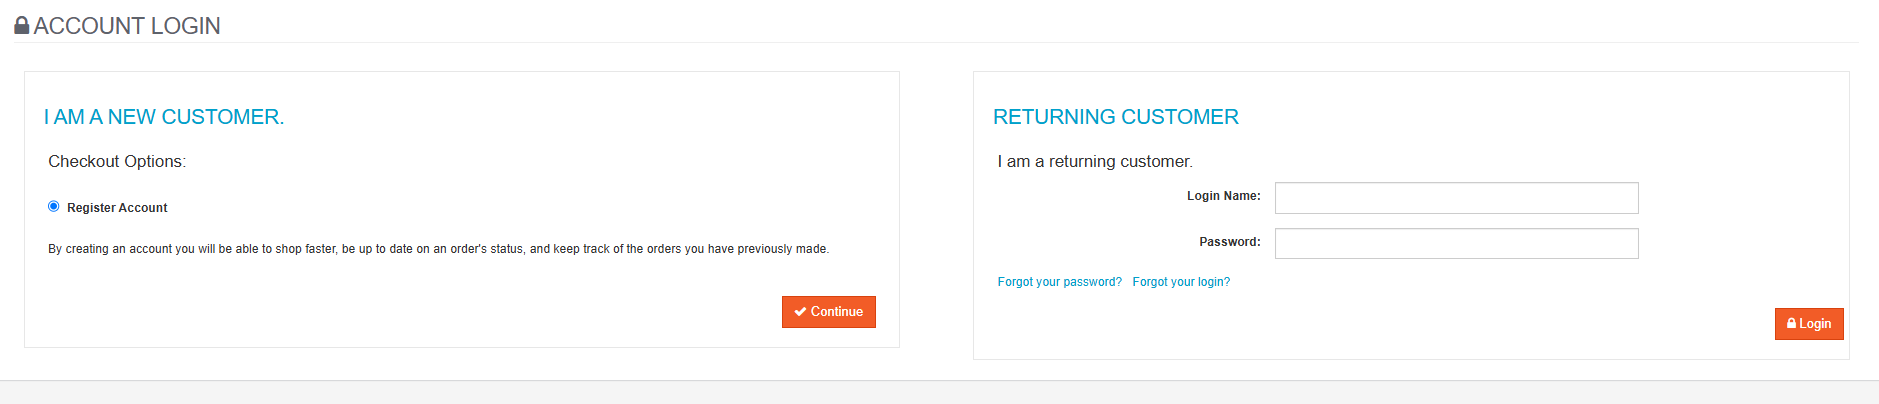 ACCOUNT LOGIN
I AM A NEW CUSTOMER.
Checkout Options:
Register Account
By creating an account you will be able to shop faster, be up to date on an order's status, and keep track of the orders you have previously made.
Continue
RETURNING CUSTOMER
I am a returning customer.
Login Name:
Password:
Forgot your password? Forgot your login?
Login